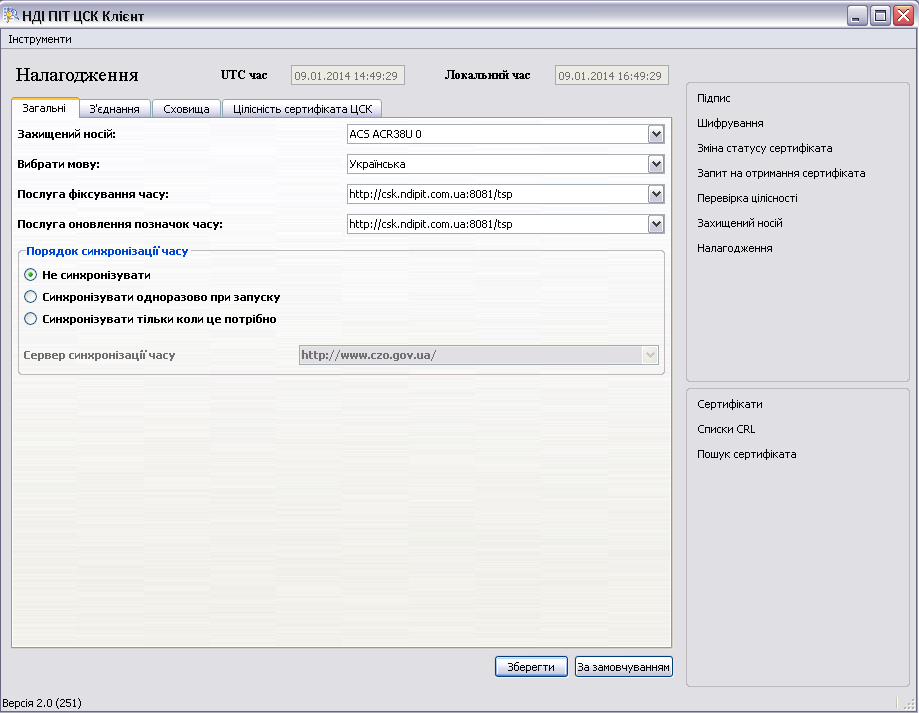 НДІ ПІТ ЦСК Клієнт
Інструменти
Налагодження
UTC час
09.01.2014 14:49:29
Локальний час
09.01.2014 16:49:29
Загальні
З'єднання
Сховища
Цілісність сертифіката ЦСК
Захищений носій:
ACS ACR38U 0
Вибрати мову:
Українська
Послуга фіксування часу:
http://csk.ndipit.com.ua:8081/tsp
Послуга оновлення позначок часу:
http://csk.ndipit.com.ua:8081/tsp
Порядок синхронізації часу
Не синхронізувати
Синхронізувати одноразово при запуску
Синхронізувати тільки коли це потрібно
Сервер синхронізації часу
http://www.czo.gov.ua/
Зберегти
За замовчуванням
Підпис
Шифрування
Зміна статусу сертифіката
Запит на отримання сертифіката
Перевірка цілісності
Захищений носій
Налагодження
Сертифікати
Списки CRL
Пошук сертифіката
Версія 2.0 (251)